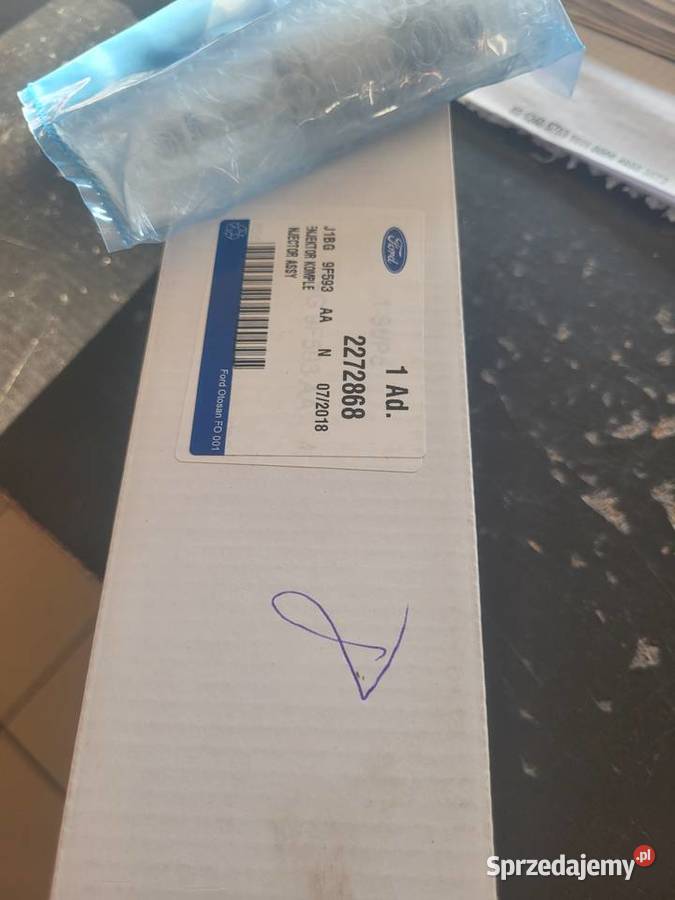 Ford
1 Ad.
2272868
J1BG 9F593 AA N 07/2018
ENJEKTOR KOMPLE
INJECTOR ASSY
Ford Otosan FO 001
Sprzedajemy.pl